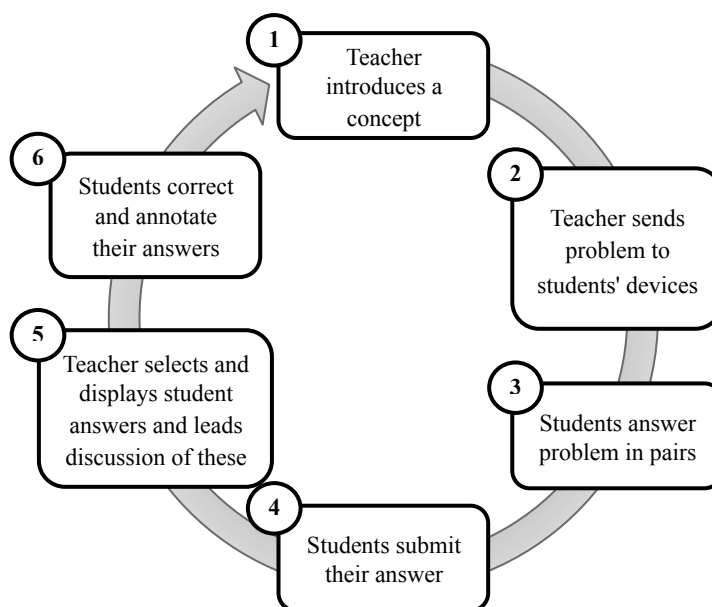 1
Teacher
introduces a
concept
2
Teacher sends
problem to
students' devices
3
Students answer
problem in pairs
4
Students submit
their answer
5
Teacher selects and
displays student
answers and leads
discussion of these
6
Students correct
and annotate
their answers